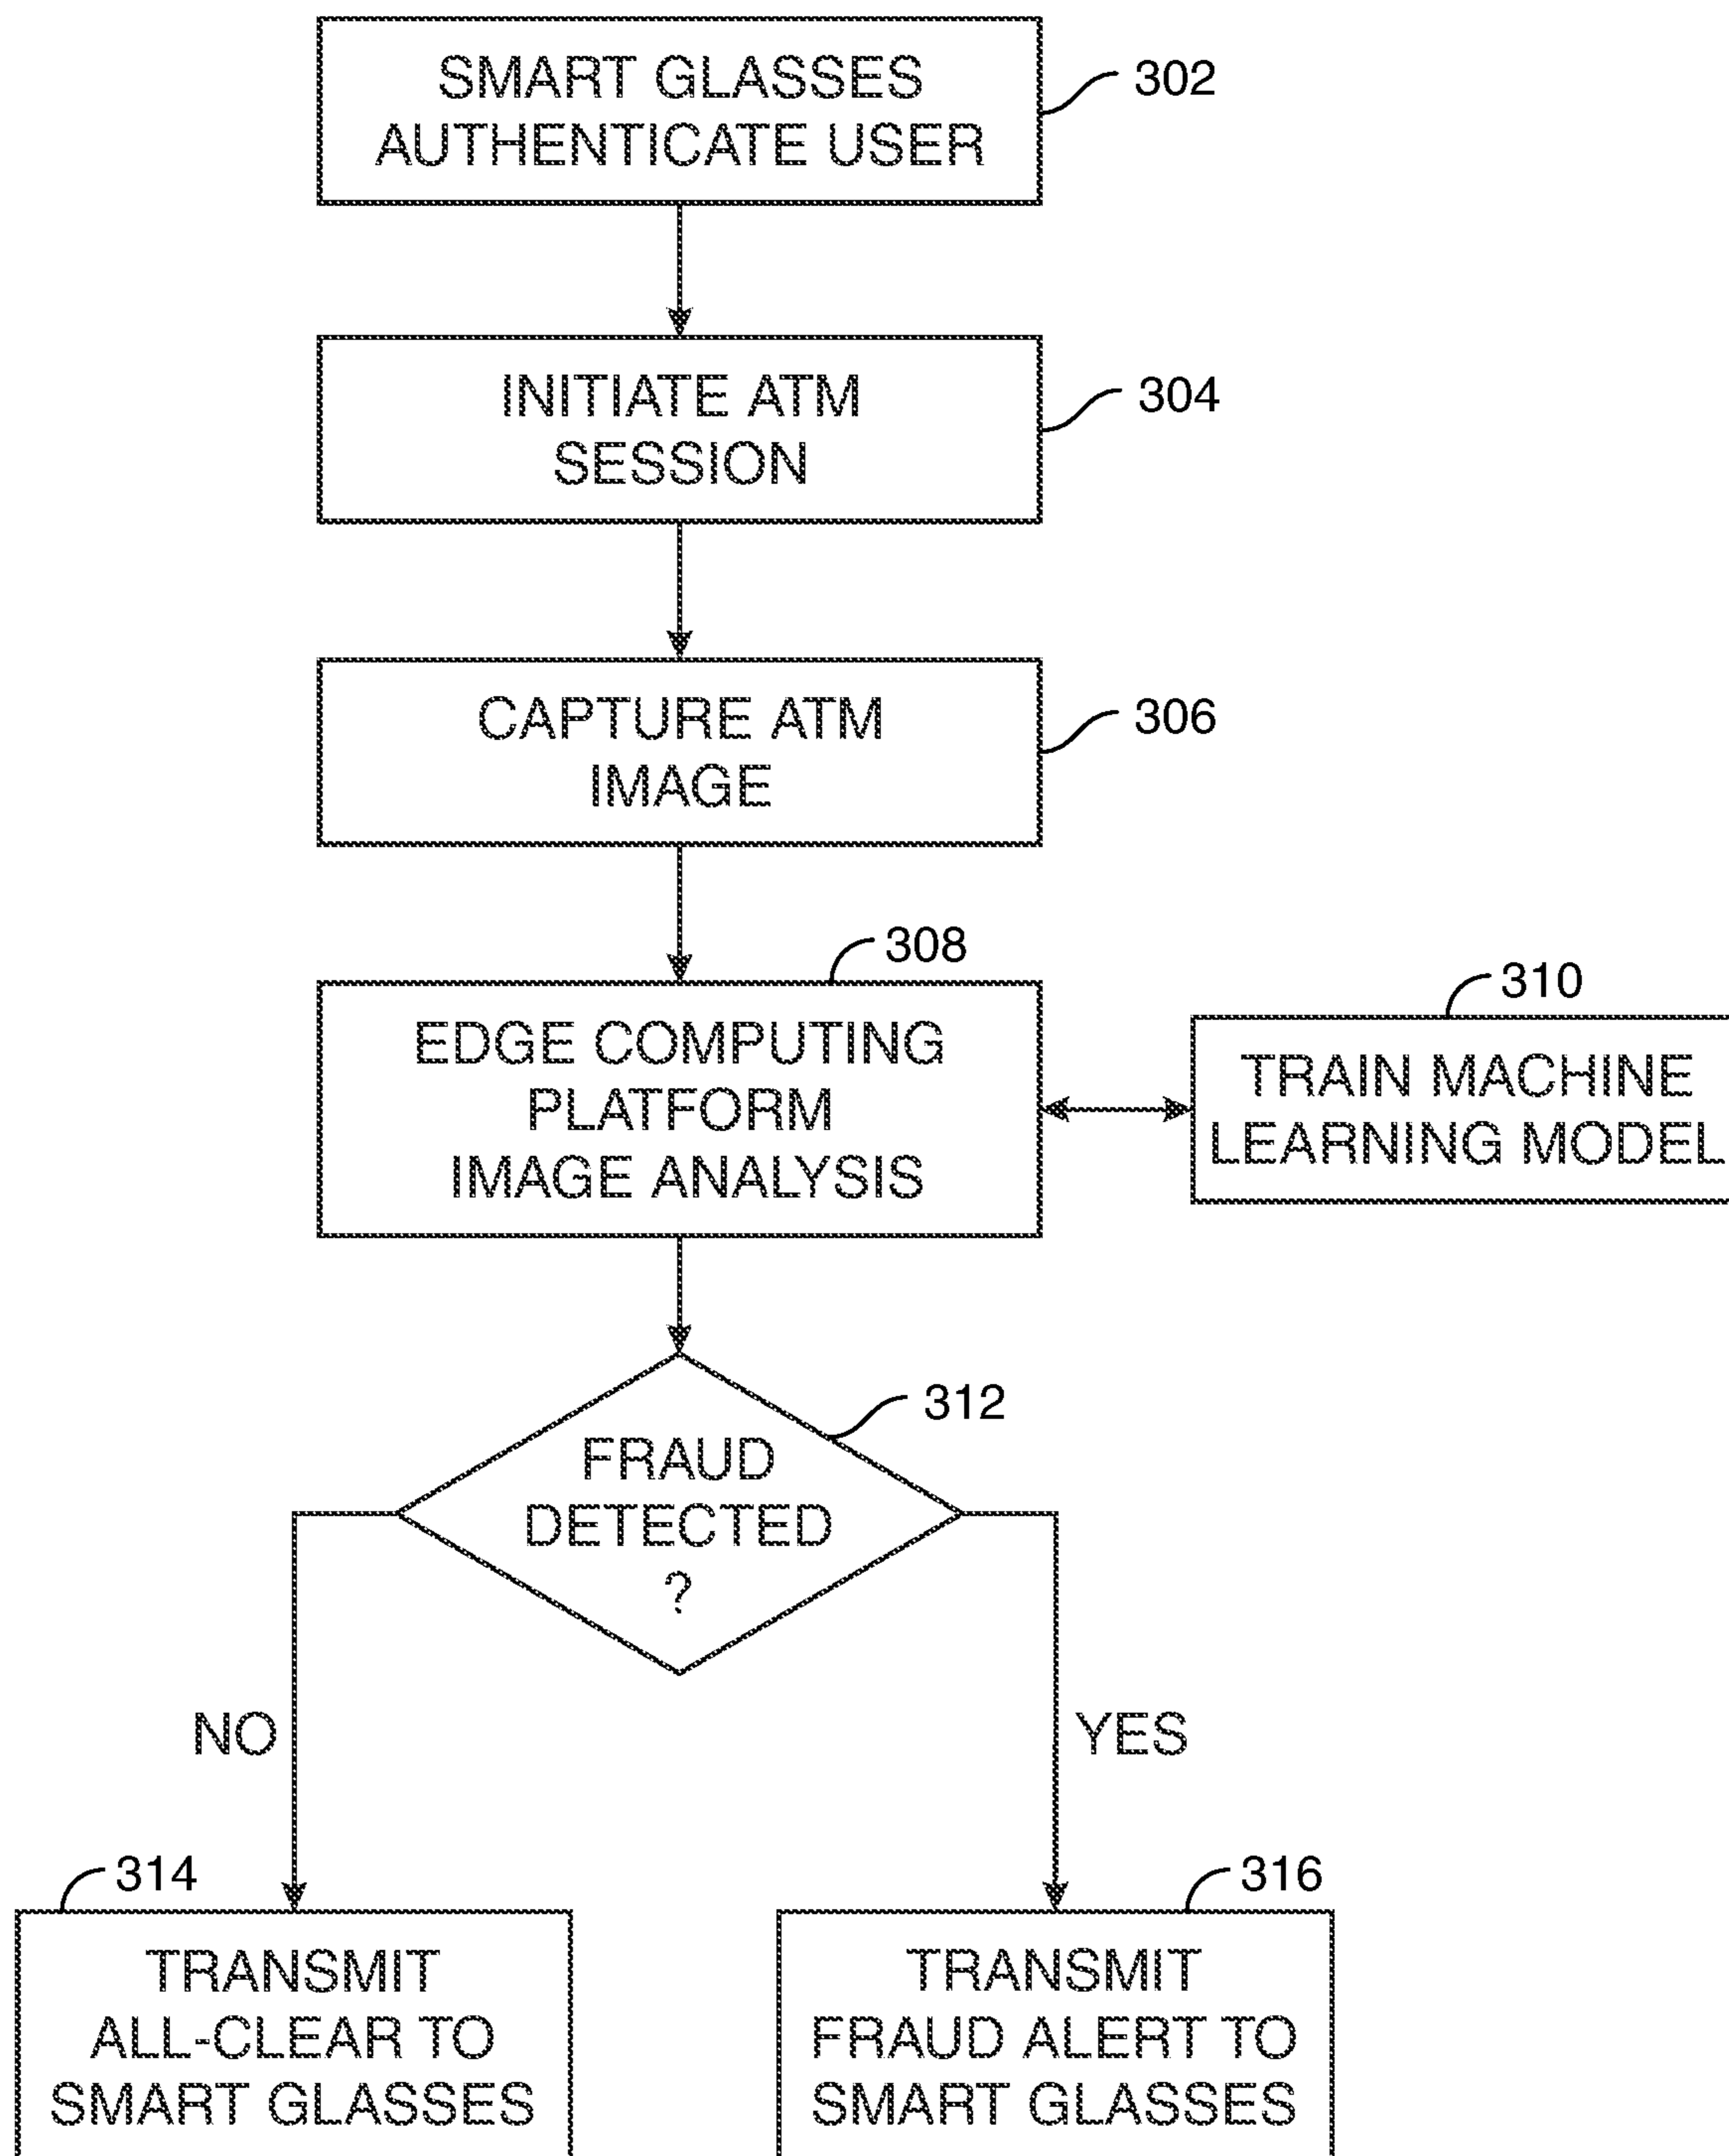 SMART GLASSES
AUTHENTICATE USER
302
INITIATE ATM
SESSION
304
CAPTURE ATM
IMAGE
306
308
EDGE COMPUTING
PLATFORM
IMAGE ANALYSIS
310
TRAIN MACHINE
LEARNING MODEL
312
FRAUD
DETECTED
?
NO
YES
314
TRANSMIT
ALL-CLEAR TO
SMART GLASSES
316
TRANSMIT
FRAUD ALERT TO
SMART GLASSES